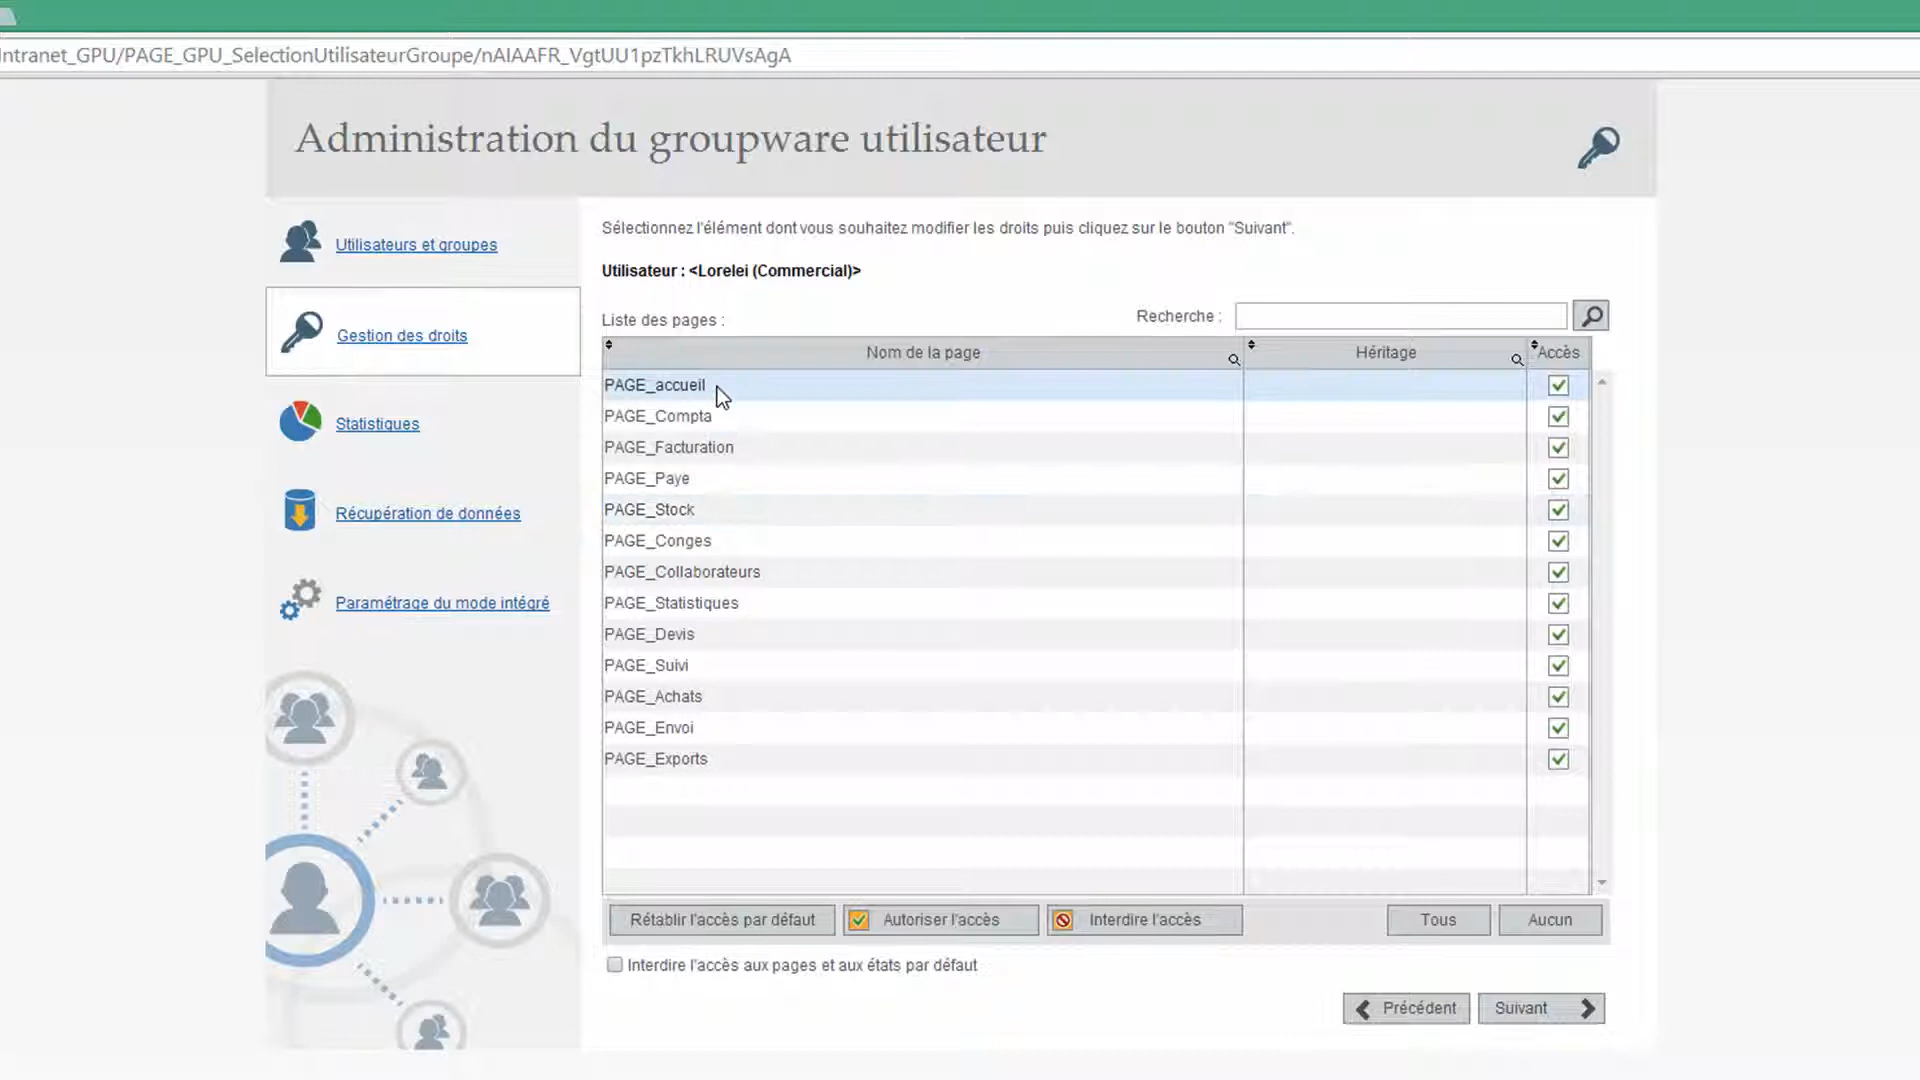 Intranet_GPU/PAGE_GPU_SelectionUtilisateurGroupe/nAIAAFR_VgtUU1pzTkhLRUVsAgA
Administration du groupware utilisateur
Utilisateurs et groupes
Gestion des droits
Statistiques
Récupération de données
Paramétrage du mode intégré
Sélectionnez l'élément dont vous souhaitez modifier les droits puis cliquez sur le bouton "Suivant".
Utilisateur : <Lorelei (Commercial)>
Liste des pages : Recherche :
Nom de la page Héritage Accès
PAGE_accueil
PAGE_Compta
PAGE_Facturation
PAGE_Paye
PAGE_Stock
PAGE_Conges
PAGE_Collaborateurs
PAGE_Statistiques
PAGE_Devis
PAGE_Suivi
PAGE_Achats
PAGE_Envoi
PAGE_Exports
Rétablir l'accès par défaut Autoriser l'accès Interdire l'accès Tous Aucun
Interdire l'accès aux pages et aux états par défaut
Précédent Suivant